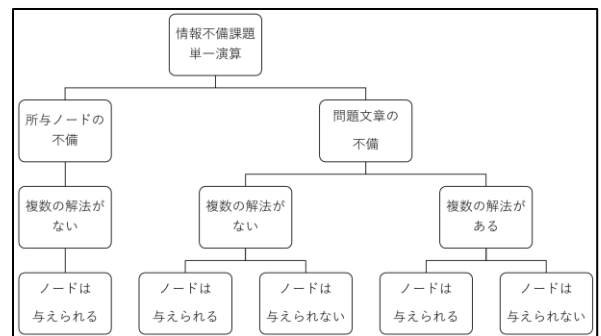 情報不備課題
単一演算
所与ノードの
不備
問題文章の
不備
複数の解法が
ない
複数の解法が
ない
複数の解法が
ある
ノードは
与えられる
ノードは
与えられる
ノードは
与えられない
ノードは
与えられる
ノードは
与えられない